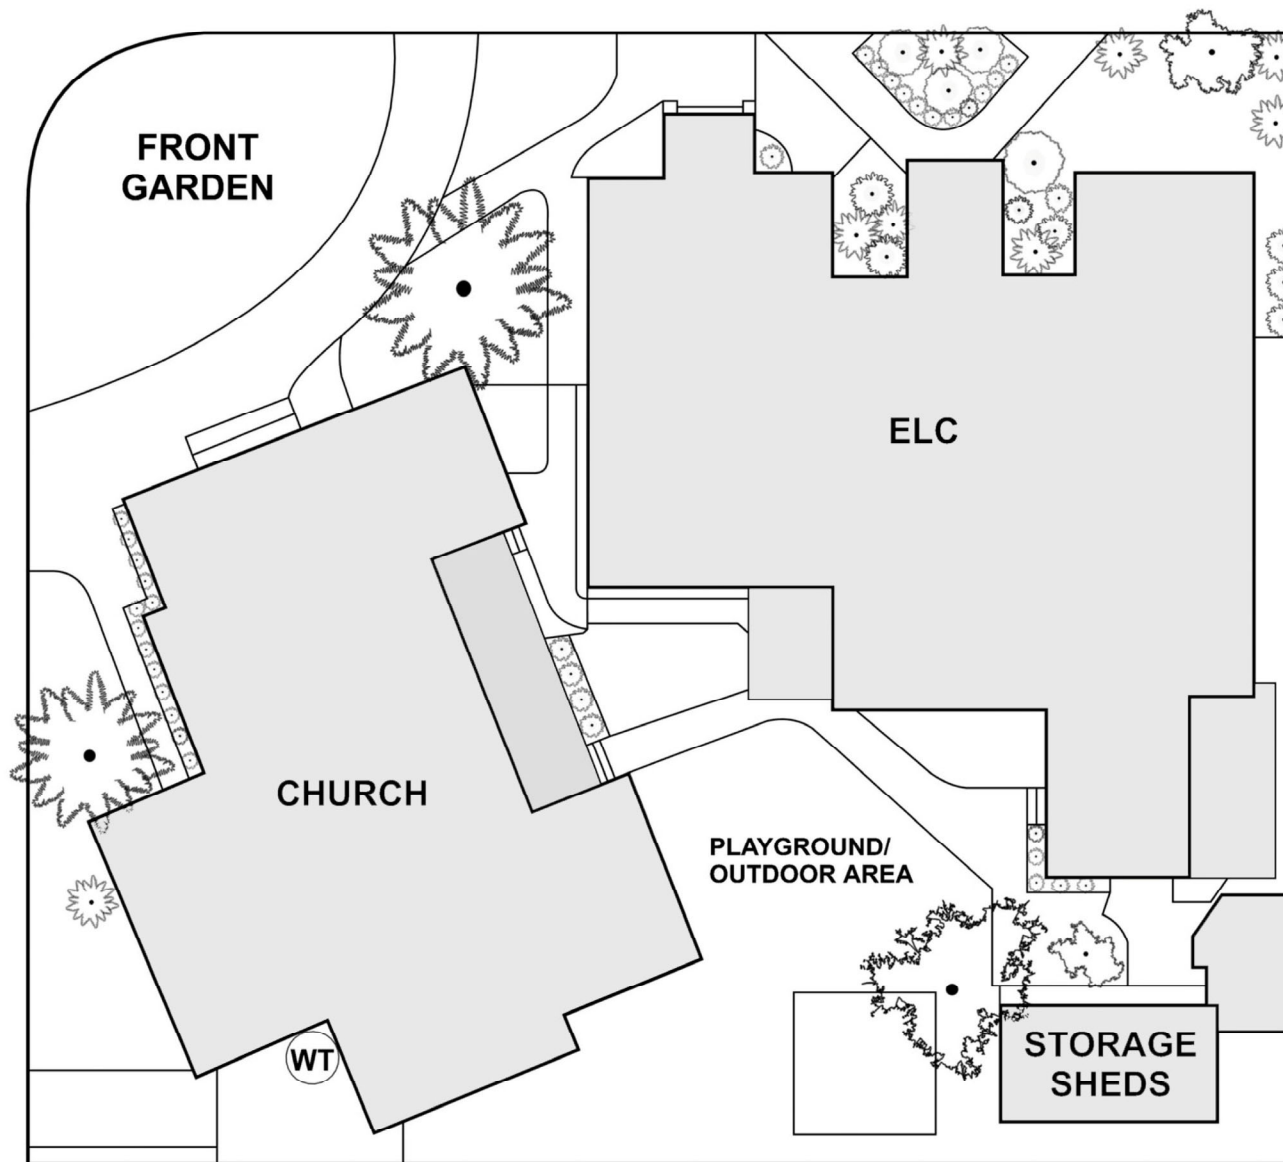 FRONT
GARDEN
ELC
CHURCH
PLAYGROUND/
OUTDOOR AREA
WT
STORAGE
SHEDS